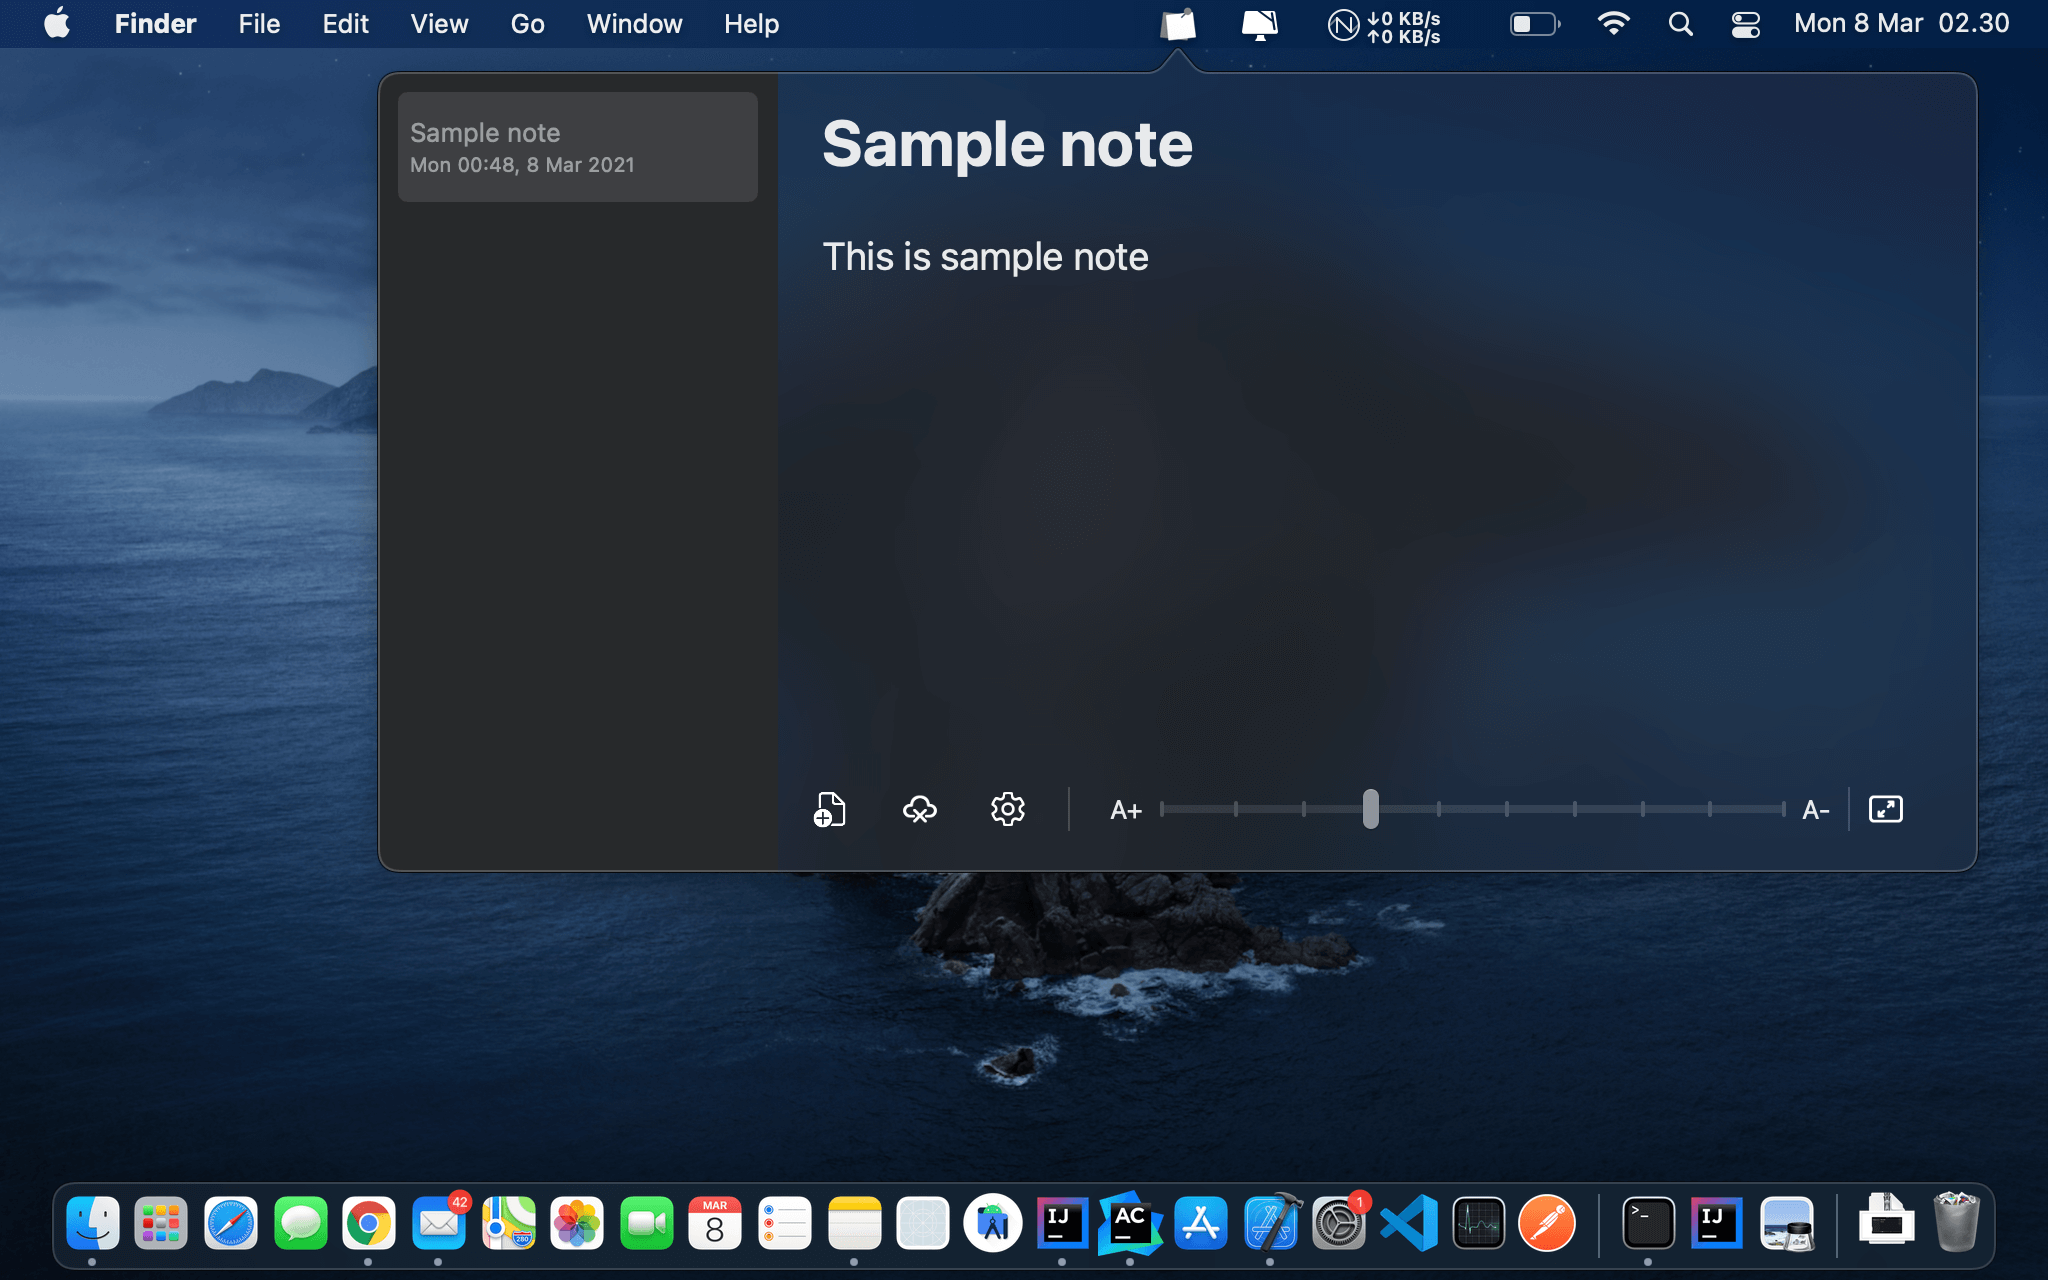 Finder File Edit View Go Window Help
N ↓0 KB/s
↑0 KB/s
Mon 8 Mar 02.30
Sample note
Mon 00:48, 8 Mar 2021
Sample note
This is sample note
A+ A-
42
280
MAR
8
IJ
AC
1
>_
IJ